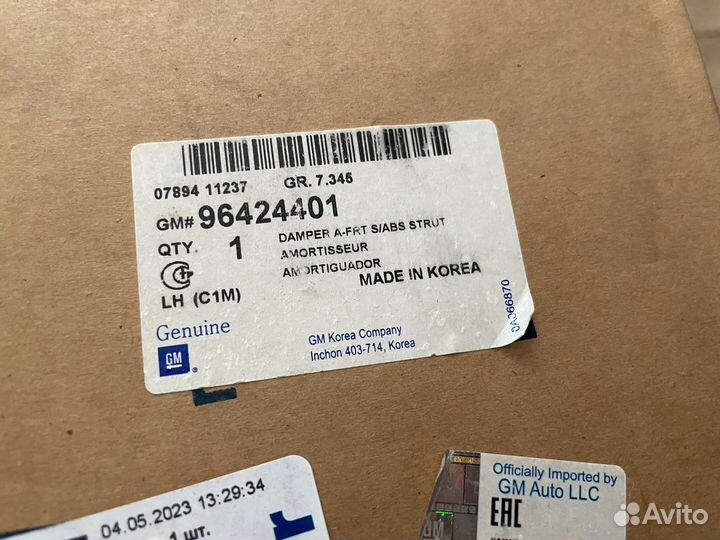 07894 11237 GR. 7.345
GM# 96424401
QTY. 1 DAMPER A-FRT S/ABS STRUT
AMORTISSEUR
AMORTIGUADOR
LH (C1M) MADE IN KOREA
Genuine
GM
GM Korea Company
Inchon 403-714, Korea
04.05.2023 13:29:34
1 шт.
Officially Imported by
GM Auto LLC
EAC
GM
Avito